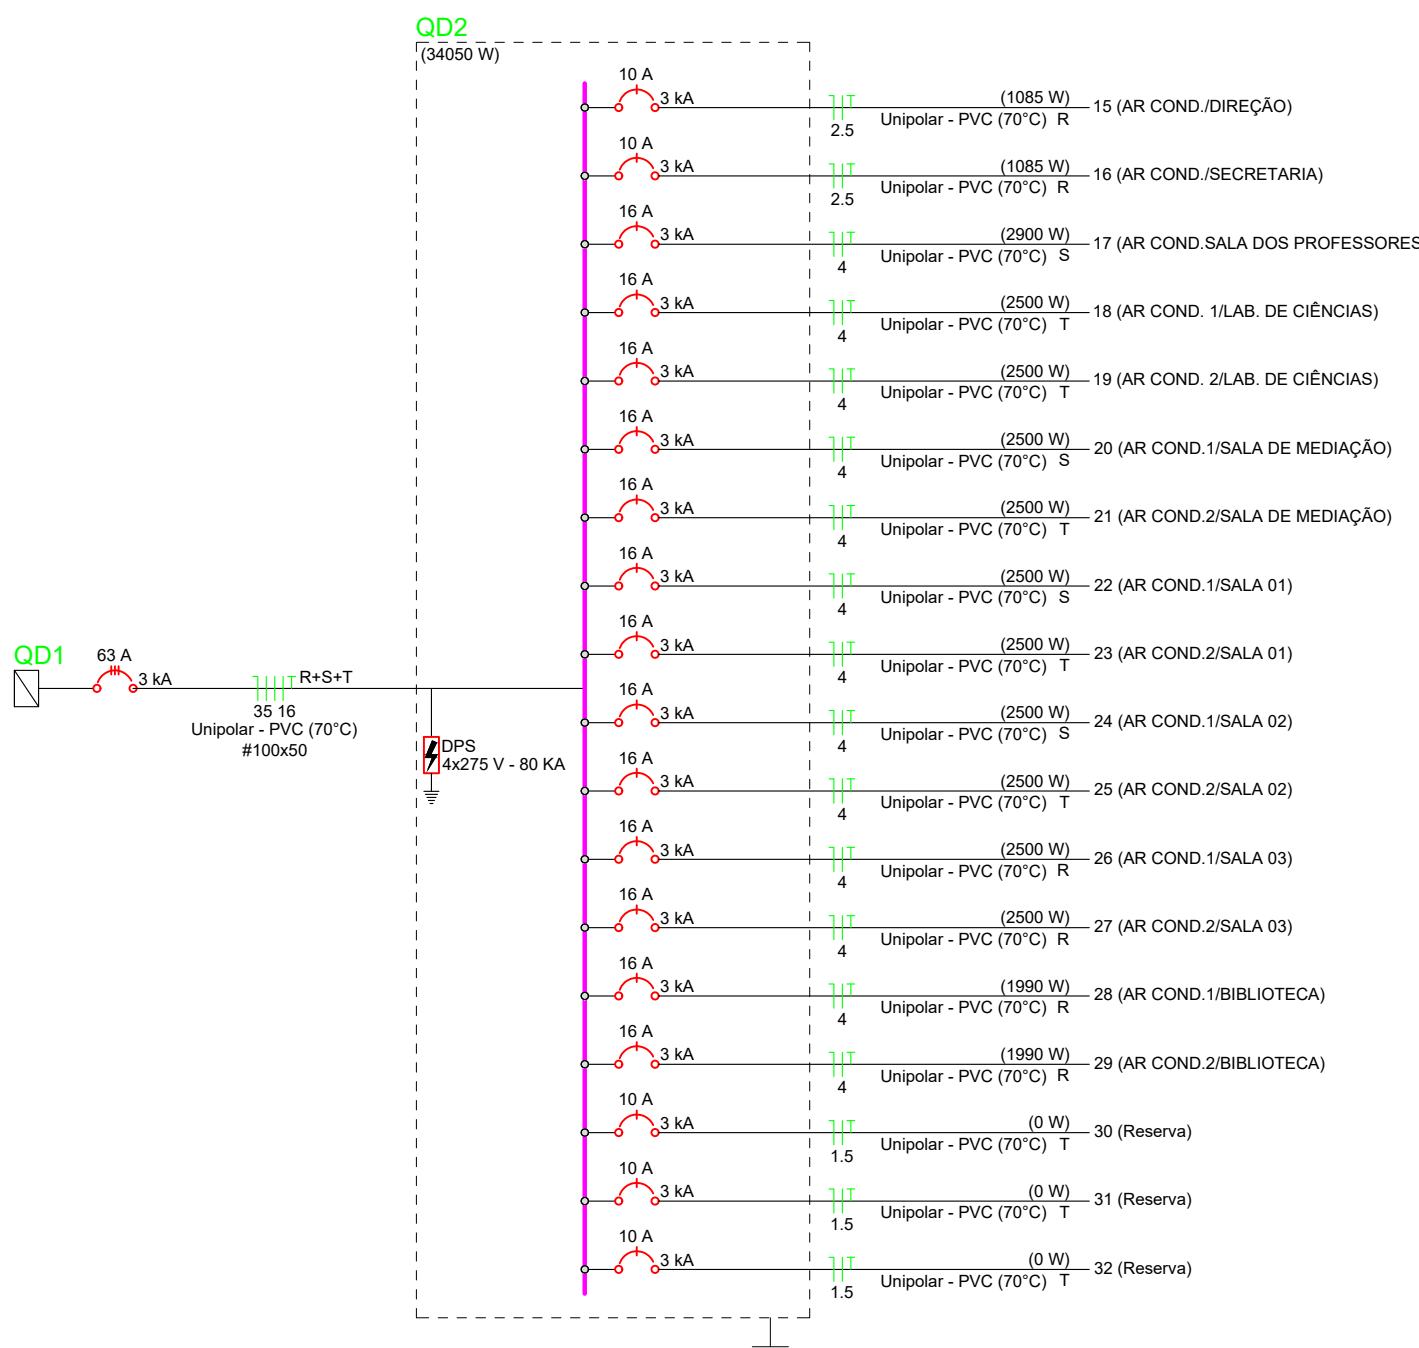 QD2
(34050 W)
10 A
3 kA
2.5
(1085 W)
Unipolar - PVC (70°C) R
15 (AR COND./DIREÇÃO)
10 A
3 kA
2.5
(1085 W)
Unipolar - PVC (70°C) R
16 (AR COND./SECRETARIA)
16 A
3 kA
4
(2900 W)
Unipolar - PVC (70°C) S
17 (AR COND.SALA DOS PROFESSORES
16 A
3 kA
4
(2500 W)
Unipolar - PVC (70°C) T
18 (AR COND. 1/LAB. DE CIÊNCIAS)
16 A
3 kA
4
(2500 W)
Unipolar - PVC (70°C) T
19 (AR COND. 2/LAB. DE CIÊNCIAS)
16 A
3 kA
4
(2500 W)
Unipolar - PVC (70°C) S
20 (AR COND.1/SALA DE MEDIAÇÃO)
16 A
3 kA
4
(2500 W)
Unipolar - PVC (70°C) T
21 (AR COND.2/SALA DE MEDIAÇÃO)
16 A
3 kA
4
(2500 W)
Unipolar - PVC (70°C) S
22 (AR COND.1/SALA 01)
16 A
3 kA
4
(2500 W)
Unipolar - PVC (70°C) T
23 (AR COND.2/SALA 01)
QD1
63 A
3 kA
R+S+T
35 16
Unipolar - PVC (70°C)
#100x50
DPS
4x275 V - 80 KA
16 A
3 kA
4
(2500 W)
Unipolar - PVC (70°C) S
24 (AR COND.1/SALA 02)
16 A
3 kA
4
(2500 W)
Unipolar - PVC (70°C) T
25 (AR COND.2/SALA 02)
16 A
3 kA
4
(2500 W)
Unipolar - PVC (70°C) R
26 (AR COND.1/SALA 03)
16 A
3 kA
4
(2500 W)
Unipolar - PVC (70°C) R
27 (AR COND.2/SALA 03)
16 A
3 kA
4
(1990 W)
Unipolar - PVC (70°C) R
28 (AR COND.1/BIBLIOTECA)
16 A
3 kA
4
(1990 W)
Unipolar - PVC (70°C) R
29 (AR COND.2/BIBLIOTECA)
10 A
3 kA
1.5
(0 W)
Unipolar - PVC (70°C) T
30 (Reserva)
10 A
3 kA
1.5
(0 W)
Unipolar - PVC (70°C) T
31 (Reserva)
10 A
3 kA
1.5
(0 W)
Unipolar - PVC (70°C) T
32 (Reserva)